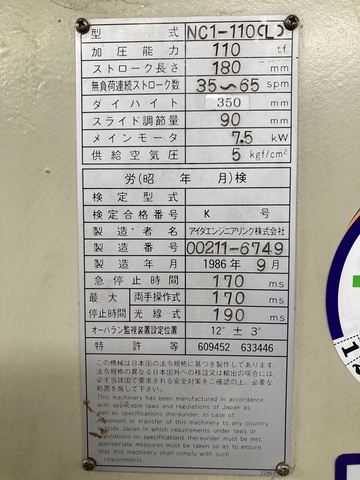 型式 NC1-110(L)
加圧能力 110 tf
ストローク長さ 180 mm
無負荷連続ストローク数 35〜65 spm
ダイハイト 350 mm
スライド調節量 90 mm
メインモータ 7.5 kW
供給空気圧 5 kgf/cm²
労(昭 年 月)検
検定型式
検定合格番号 K 号
製造者名 アイダエンジニアリング株式会社
製造番号 00211-6749
製造年月 1986年 9月
急停止時間 170 ms
最大停止時間 両手操作式 170 ms
光線式 190 ms
オーバラン監視装置設定位置 12° ± 3°
特許等 609452 633446
この機械は日本国の法令規格に基づき製作してあります。
法令規格の異なる日本国外への移設又は輸出の場合には、
必ず当該国で要求される安全対策をご確認の上、必要な
処置を施して下さい。
This machinery has been manufactured in accordance
with applicable laws and regulations of Japan as
well as specifications thereunder. In case of
movement or transfer of this machinery to any country
outside Japan in which requirements under laws or
regulations or specifications thereunder must be met,
appropriate measures must be taken so as to ensure
that this machinery shall comply with such
requirements.